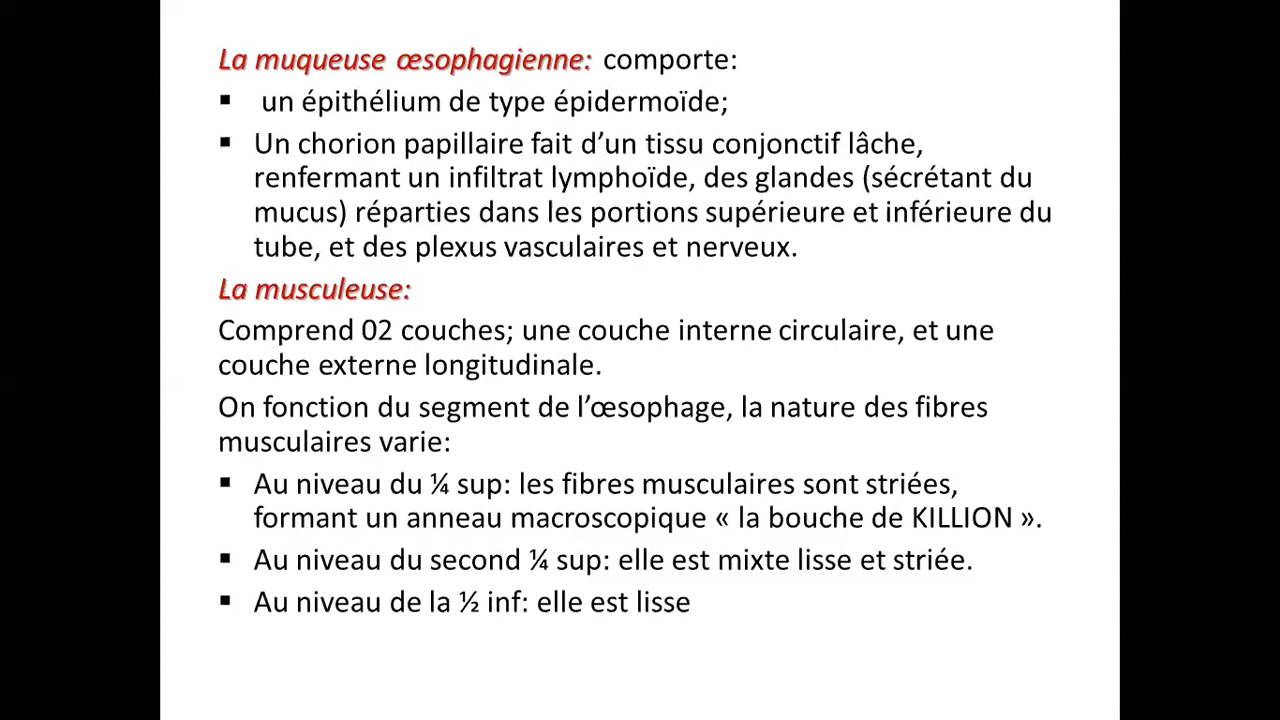 La muqueuse œsophagienne: comporte:
▪ un épithélium de type épidermoïde;
▪ Un chorion papillaire fait d’un tissu conjonctif lâche,
renfermant un infiltrat lymphoïde, des glandes (sécrétant du
mucus) réparties dans les portions supérieure et inférieure du
tube, et des plexus vasculaires et nerveux.
La musculeuse:
Comprend 02 couches; une couche interne circulaire, et une
couche externe longitudinale.
On fonction du segment de l’œsophage, la nature des fibres
musculaires varie:
▪ Au niveau du ¼ sup: les fibres musculaires sont striées,
formant un anneau macroscopique « la bouche de KILLION ».
▪ Au niveau du second ¼ sup: elle est mixte lisse et striée.
▪ Au niveau de la ½ inf: elle est lisse